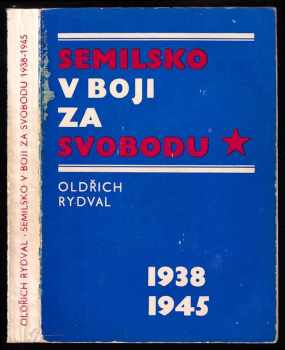 OLDŘICH RYDVAL · SEMILSKO V BOJI ZA SVOBODU 1938-1945
SEMILSKO
V BOJI
ZA
SVOBODU
OLDŘICH
RYDVAL
1938
1945